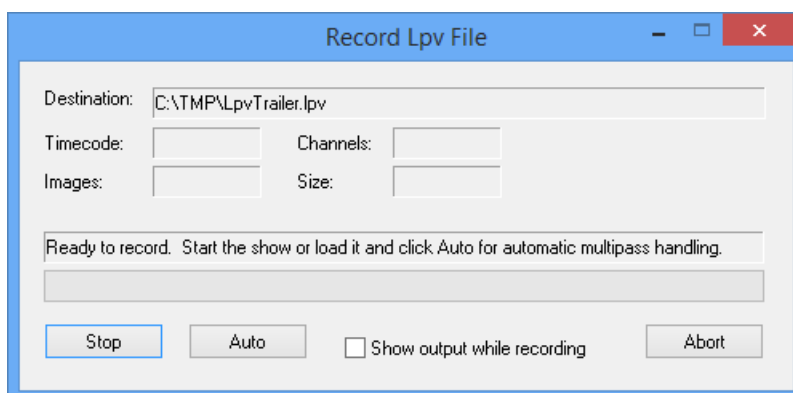 Record Lpv File
Destination: C:\TMP\LpvTrailer.lpv
Timecode: Channels:
Images: Size:
Ready to record. Start the show or load it and click Auto for automatic multipass handling.
Stop Auto Show output while recording Abort